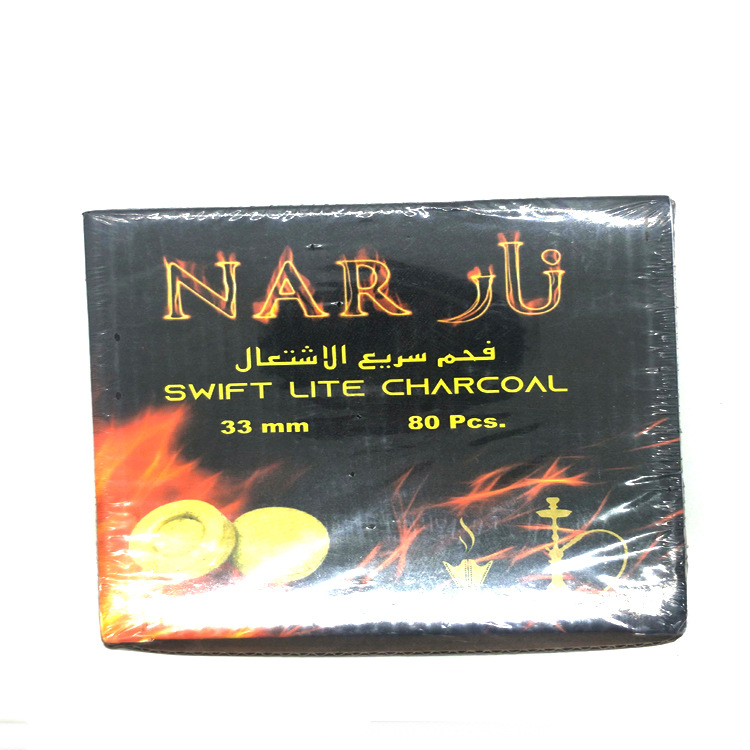 NAR نار
فحم سريع الاشتعال
SWIFT LITE CHARCOAL
33 mm 80 Pcs.